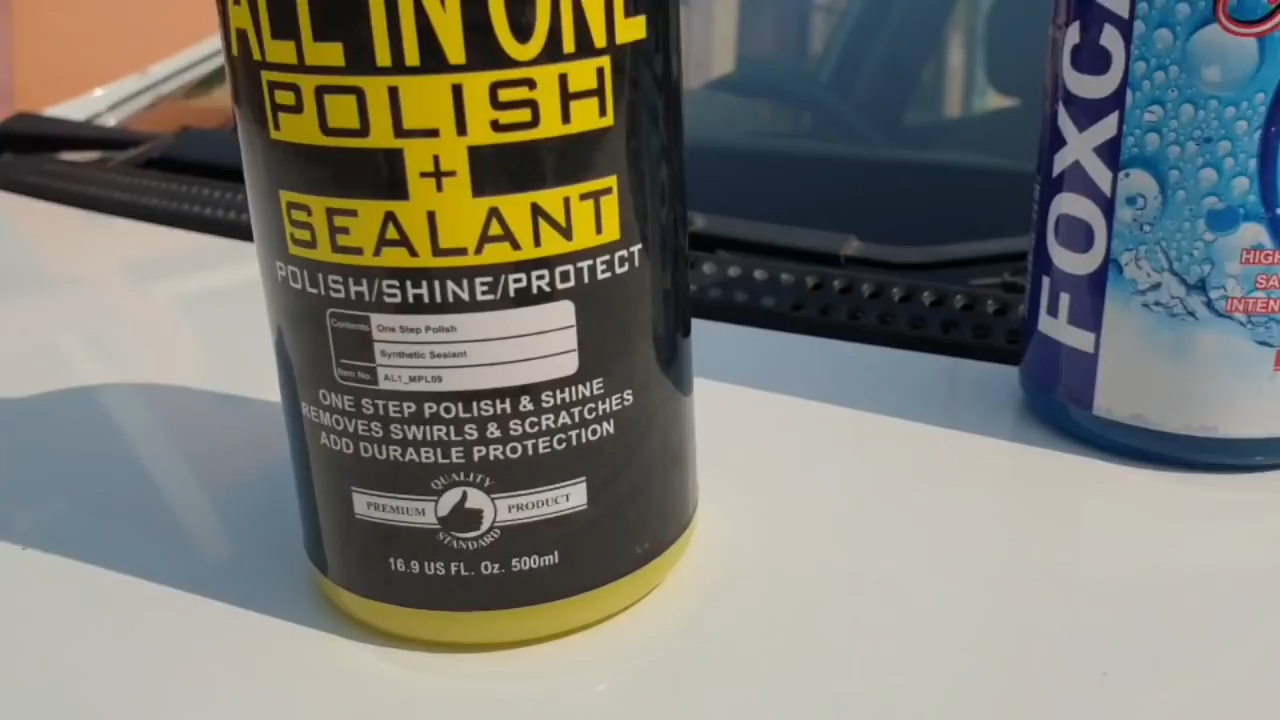 ALL IN ONE
POLISH
+
SEALANT
POLISH/SHINE/PROTECT
Contents One Step Polish
Synthetic Sealant
Item No. AL1_MPL09
ONE STEP POLISH & SHINE
REMOVES SWIRLS & SCRATCHES
ADD DURABLE PROTECTION
QUALITY
PREMIUM PRODUCT
STANDARD
16.9 US FL. Oz. 500ml
FOXC
HIGH
SA
INTEN